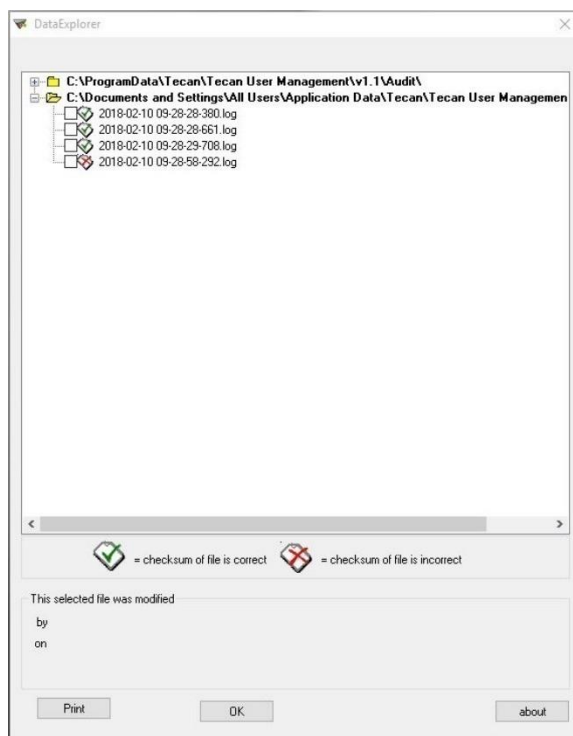 DataExplorer
C:\ProgramData\Tecan\Tecan User Management\v1.1\Audit\
C:\Documents and Settings\All Users\Application Data\Tecan\Tecan User Managemen
2018-02-10 09-28-28-380.log
2018-02-10 09-28-28-661.log
2018-02-10 09-28-29-708.log
2018-02-10 09-28-58-292.log
= checksum of file is correct = checksum of file is incorrect
This selected file was modified
by
on
Print OK about